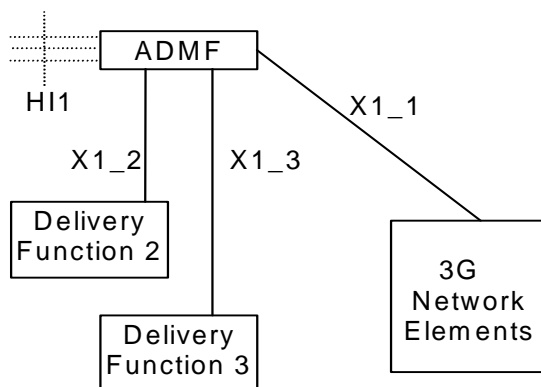 ADMF
HI1
X1_1
X1_2
X1_3
Delivery
Function 2
3G
Network
Elements
Delivery
Function 3